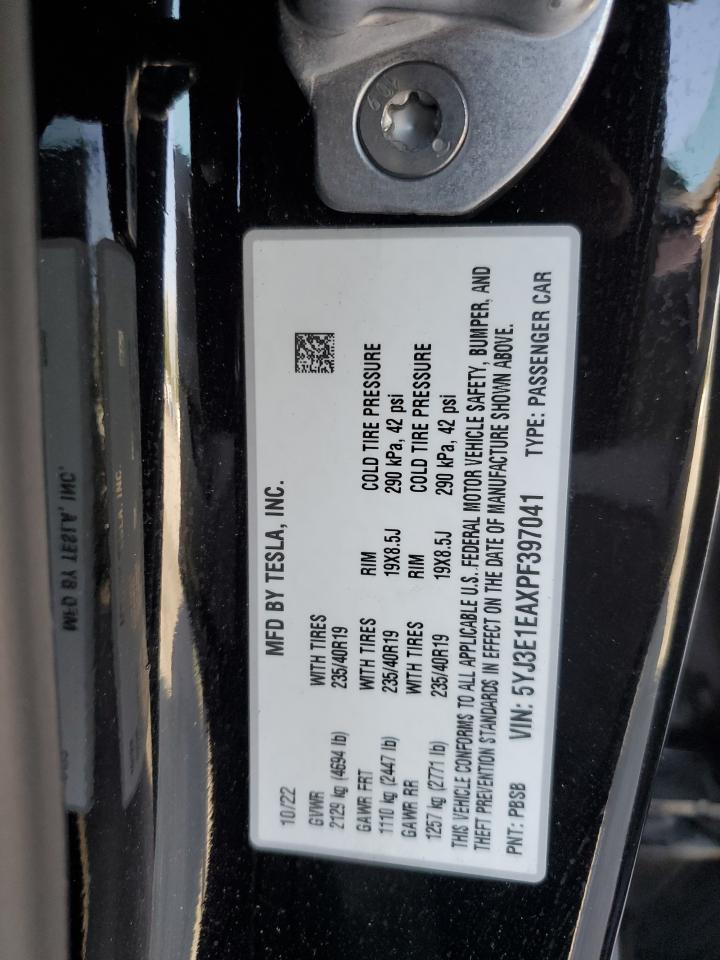 MFD BY TESLA, INC.
10/22
GVWR WITH TIRES
2129 kg (4694 lb) 235/40R19
GAWR FRT WITH TIRES RIM COLD TIRE PRESSURE
1110 kg (2447 lb) 235/40R19 19X8.5J 290 kPa, 42 psi
GAWR RR WITH TIRES RIM COLD TIRE PRESSURE
1257 kg (2771 lb) 235/40R19 19X8.5J 290 kPa, 42 psi
THIS VEHICLE CONFORMS TO ALL APPLICABLE U.S. FEDERAL MOTOR VEHICLE SAFETY, BUMPER, AND
THEFT PREVENTION STANDARDS IN EFFECT ON THE DATE OF MANUFACTURE SHOWN ABOVE.
PNT: PBSB VIN: 5YJ3E1EAXPF397041 TYPE: PASSENGER CAR
MFD BY TESLA, INC.